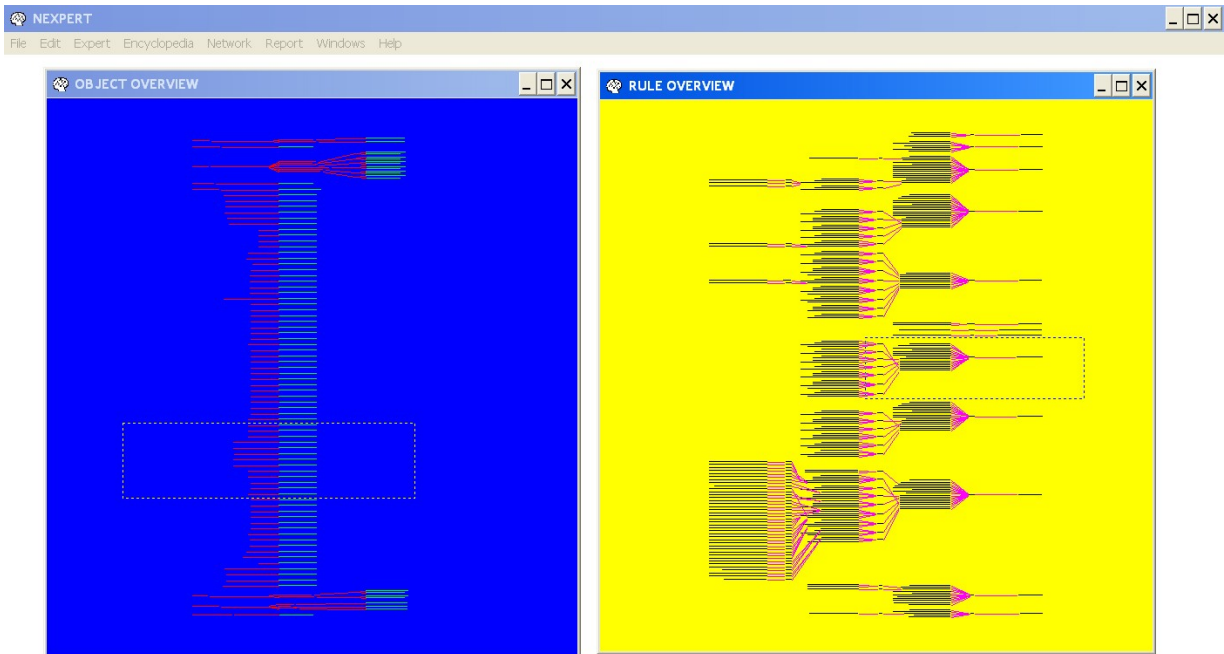 NEXPERT
File Edit Expert Encyclopedia Network Report Windows Help
OBJECT OVERVIEW
RULE OVERVIEW